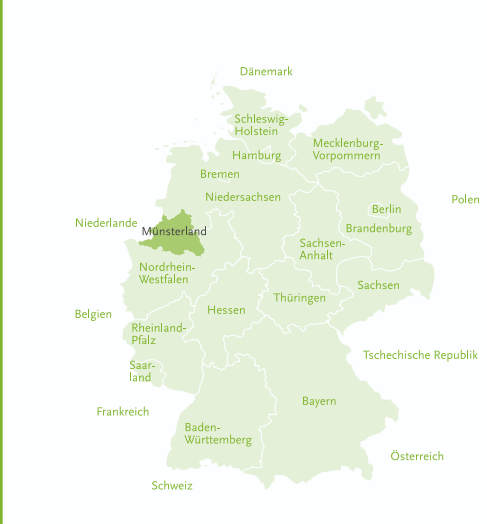 Dänemark
Schleswig-
Holstein
Mecklenburg-
Vorpommern
Hamburg
Bremen
Niedersachsen
Polen
Berlin
Niederlande
Münsterland
Brandenburg
Sachsen-
Anhalt
Nordrhein-
Westfalen
Sachsen
Thüringen
Hessen
Belgien
Rheinland-
Pfalz
Tschechische Republik
Saar-
land
Bayern
Frankreich
Baden-
Württemberg
Österreich
Schweiz